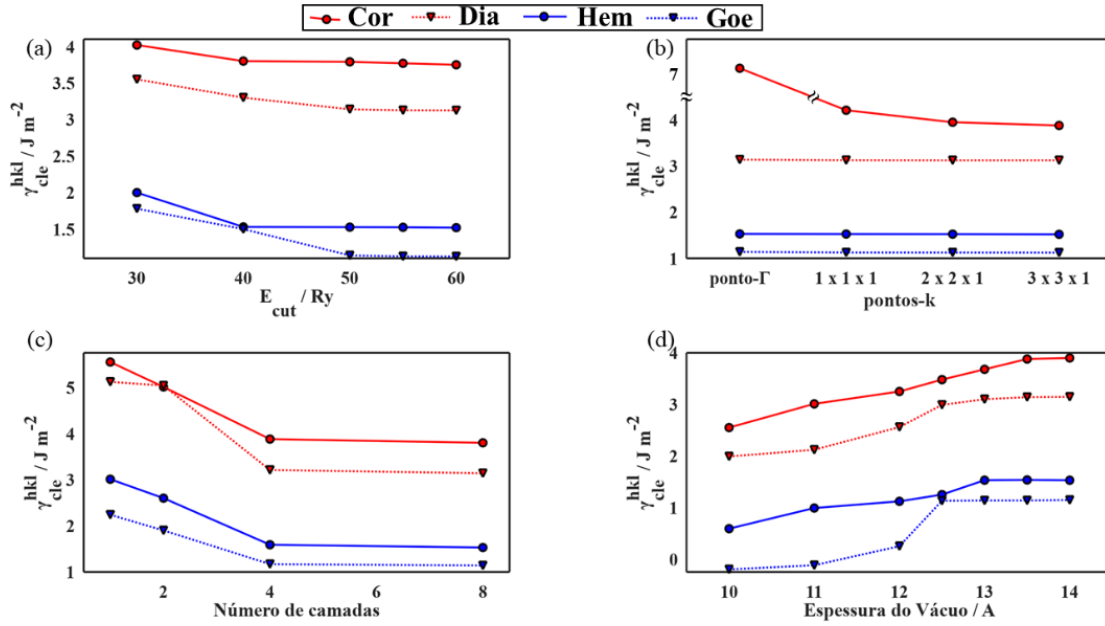 Cor Dia Hem Goe
(a)
4
3.5
3
2.5
2
1.5
γ hkl cle / J m -2
30 40 50 60
E cut / Ry
(b)
7
4
3
2
1
γ hkl cle / J m -2
ponto-Γ 1 x 1 x 1 2 x 2 x 1 3 x 3 x 1
pontos-k
(c)
5
4
3
2
1
γ hkl cle / J m -2
2 4 6 8
Número de camadas
(d)
4
3
2
1
0
γ hkl cle / J m -2
10 11 12 13 14
Espessura do Vácuo / A